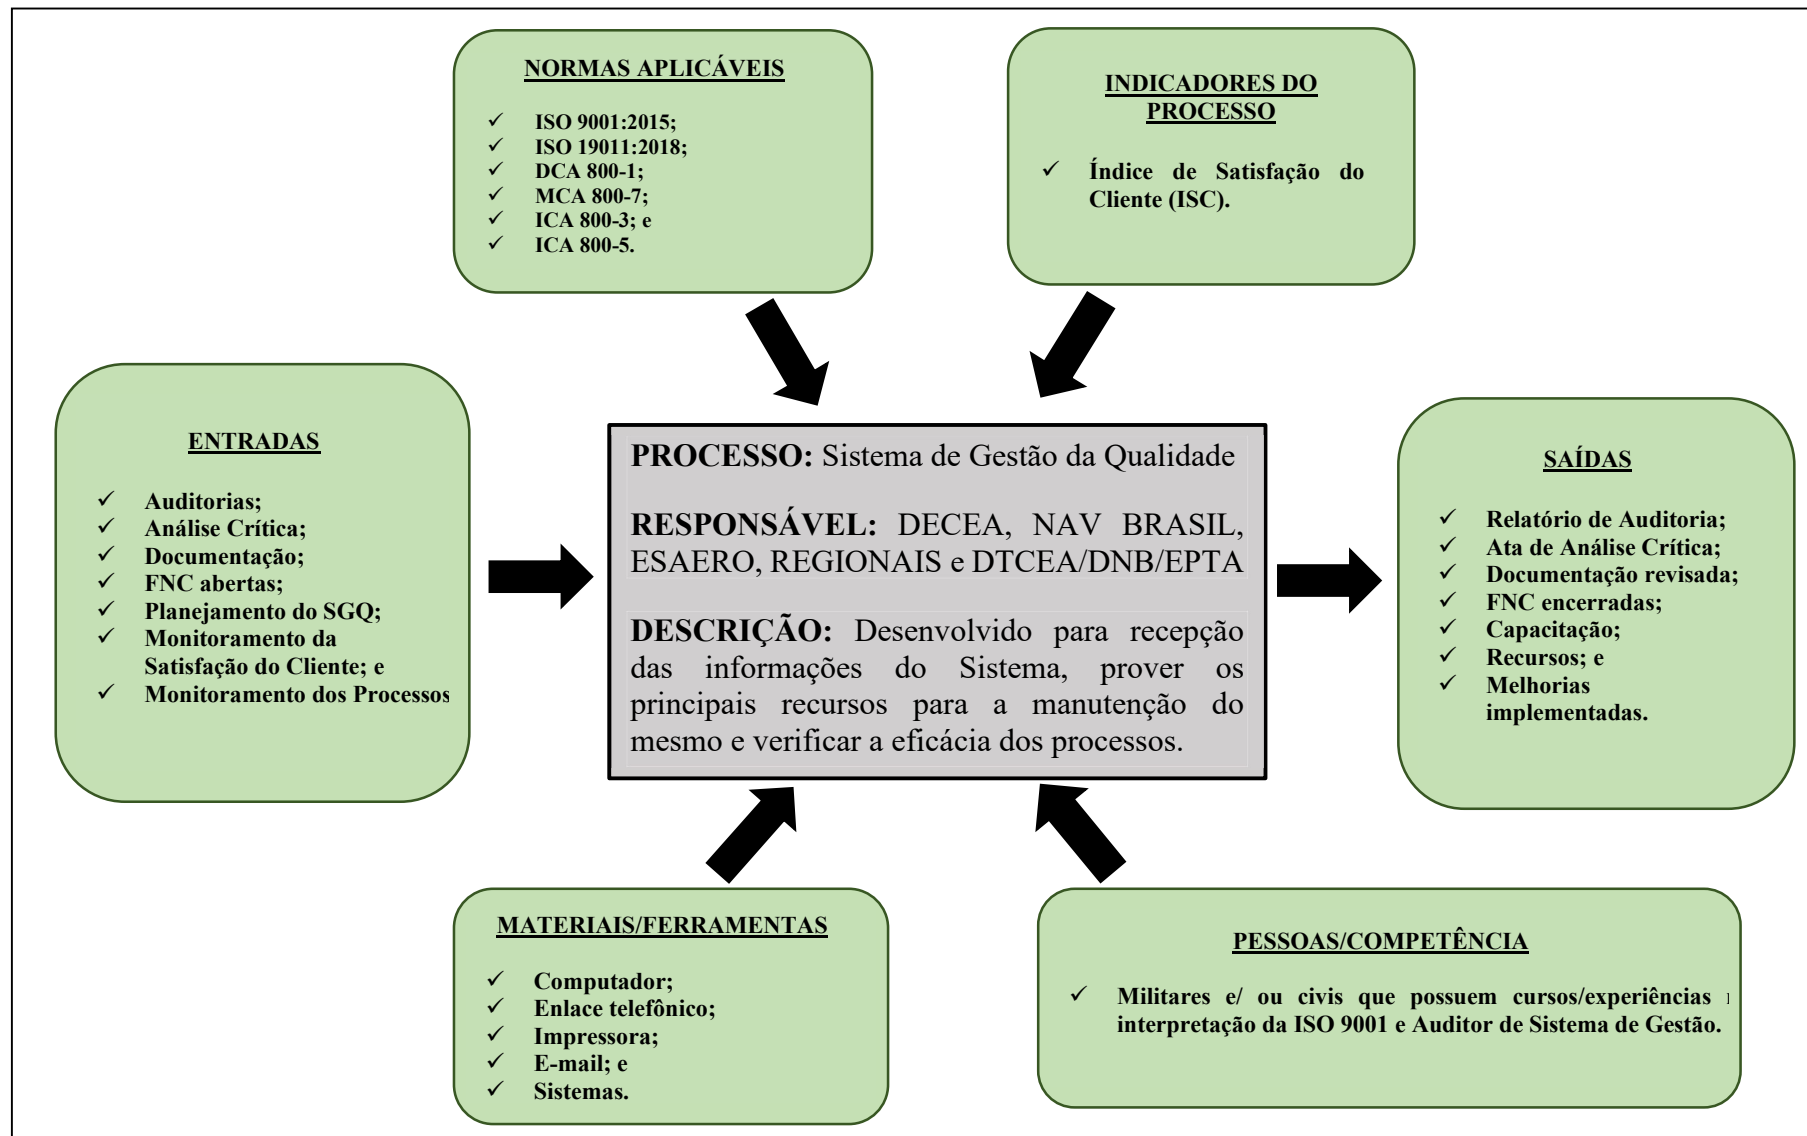 NORMAS APLICÁVEIS
✓ ISO 9001:2015;
✓ ISO 19011:2018;
✓ DCA 800-1;
✓ MCA 800-7;
✓ ICA 800-3; e
✓ ICA 800-5.
INDICADORES DO
PROCESSO
✓ Índice de Satisfação do
Cliente (ISC).
ENTRADAS
✓ Auditorias;
✓ Análise Crítica;
✓ Documentação;
✓ FNC abertas;
✓ Planejamento do SGQ;
✓ Monitoramento da
Satisfação do Cliente; e
✓ Monitoramento dos Processos
PROCESSO: Sistema de Gestão da Qualidade
RESPONSÁVEL: DECEA, NAV BRASIL,
ESAERO, REGIONAIS e DTCEA/DNB/EPTA
DESCRIÇÃO: Desenvolvido para recepção
das informações do Sistema, prover os
principais recursos para a manutenção do
mesmo e verificar a eficácia dos processos.
SAÍDAS
✓ Relatório de Auditoria;
✓ Ata de Análise Crítica;
✓ Documentação revisada;
✓ FNC encerradas;
✓ Capacitação;
✓ Recursos; e
✓ Melhorias
implementadas.
MATERIAIS/FERRAMENTAS
✓ Computador;
✓ Enlace telefônico;
✓ Impressora;
✓ E-mail; e
✓ Sistemas.
PESSOAS/COMPETÊNCIA
✓ Militares e/ ou civis que possuem cursos/experiências
interpretação da ISO 9001 e Auditor de Sistema de Gestão.